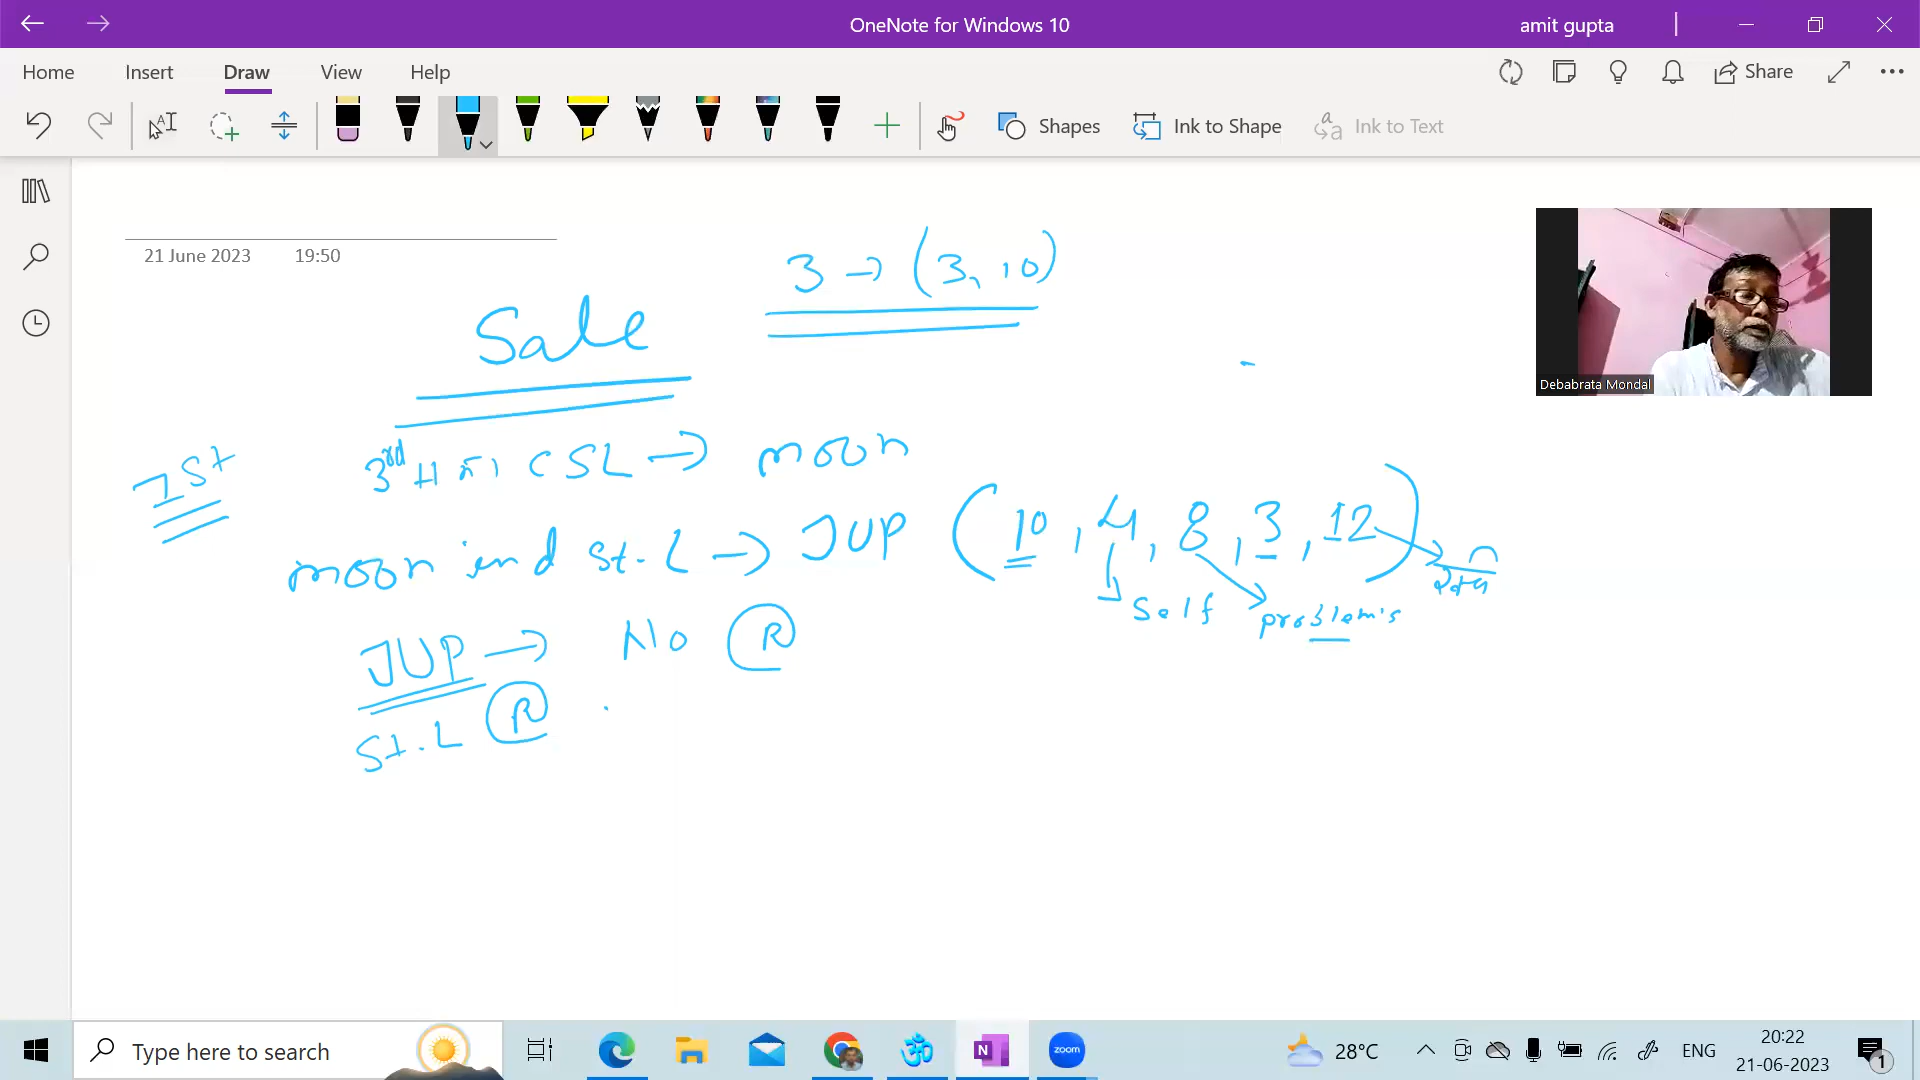 OneNote for Windows 10
amit gupta
Home Insert Draw View Help
Share
Shapes Ink to Shape Ink to Text
21 June 2023 19:50
3 → (3, 10)
Sale
Debabrata Mondal
1st
3rd H CSL → moon
moon ind St. L → JUP (10, 4, 8, 3, 12)
Self problem's
JUP → No R
St. L R
Type here to search
zoom
28°C
ENG
20:22
21-06-2023
1